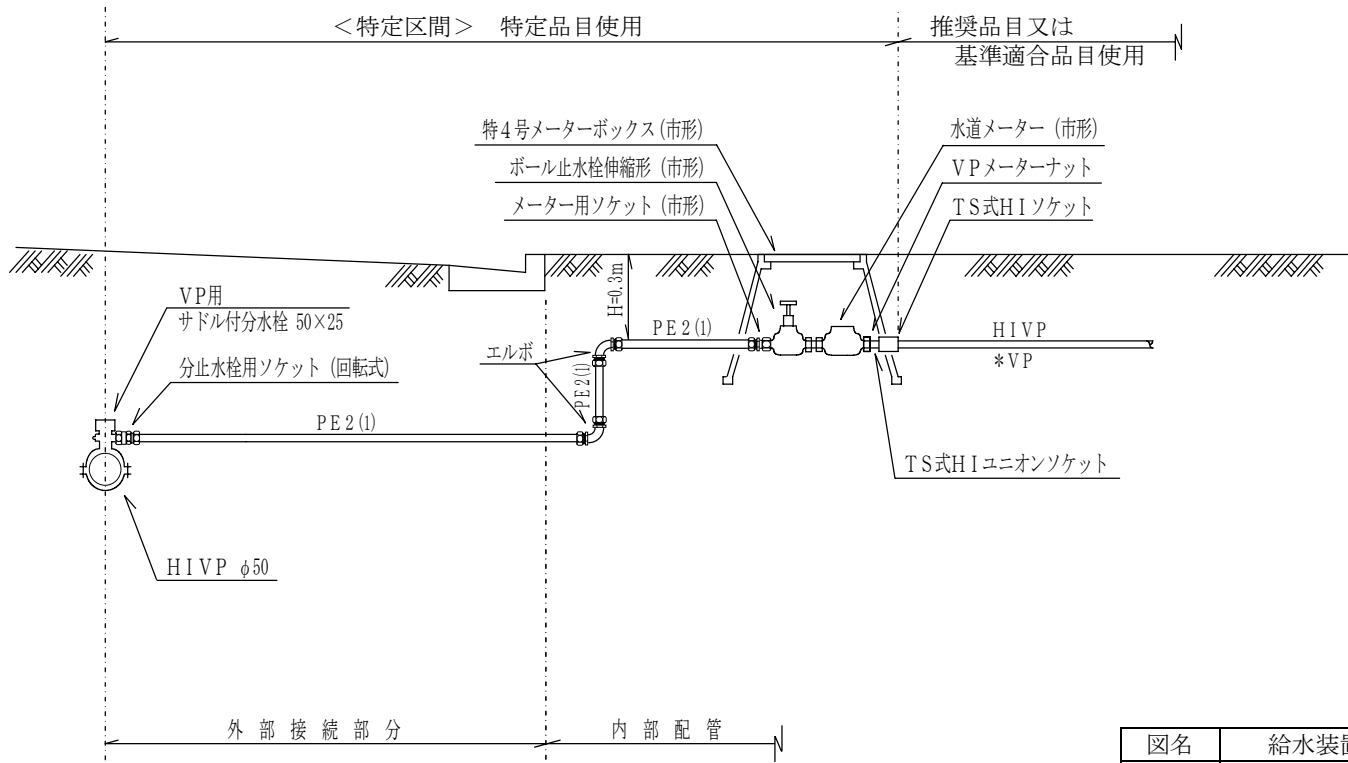 <特定区間> 特定品目使用
推奨品目又は
基準適合品目使用
特4号メーターボックス(市形)
ボール止水栓伸縮形(市形)
メーター用ソケット(市形)
水道メーター(市形)
VPメーターナット
TS式HIソケット
VP用
サドル付分水栓 50×25
分止水栓用ソケット(回転式)
エルボ
H=0.3m
PE2(1)
PE2(1)
PE2(1)
HIVP
*VP
TS式HIユニオンソケット
HIVP φ50
外部接続部分
内部配管
図名
給水装置